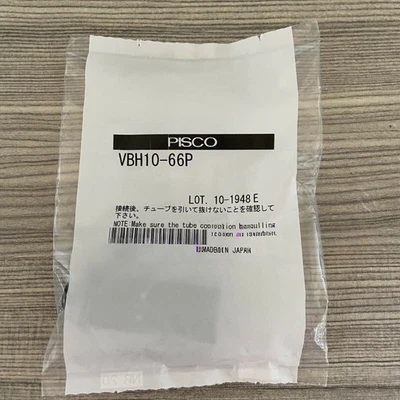 PISCO
VBH10-66P
LOT. 10-1948 E
接続後、チューブを引いて抜けないことを確認して
下さい。
NOTE:Make sure the tube
JAPAN